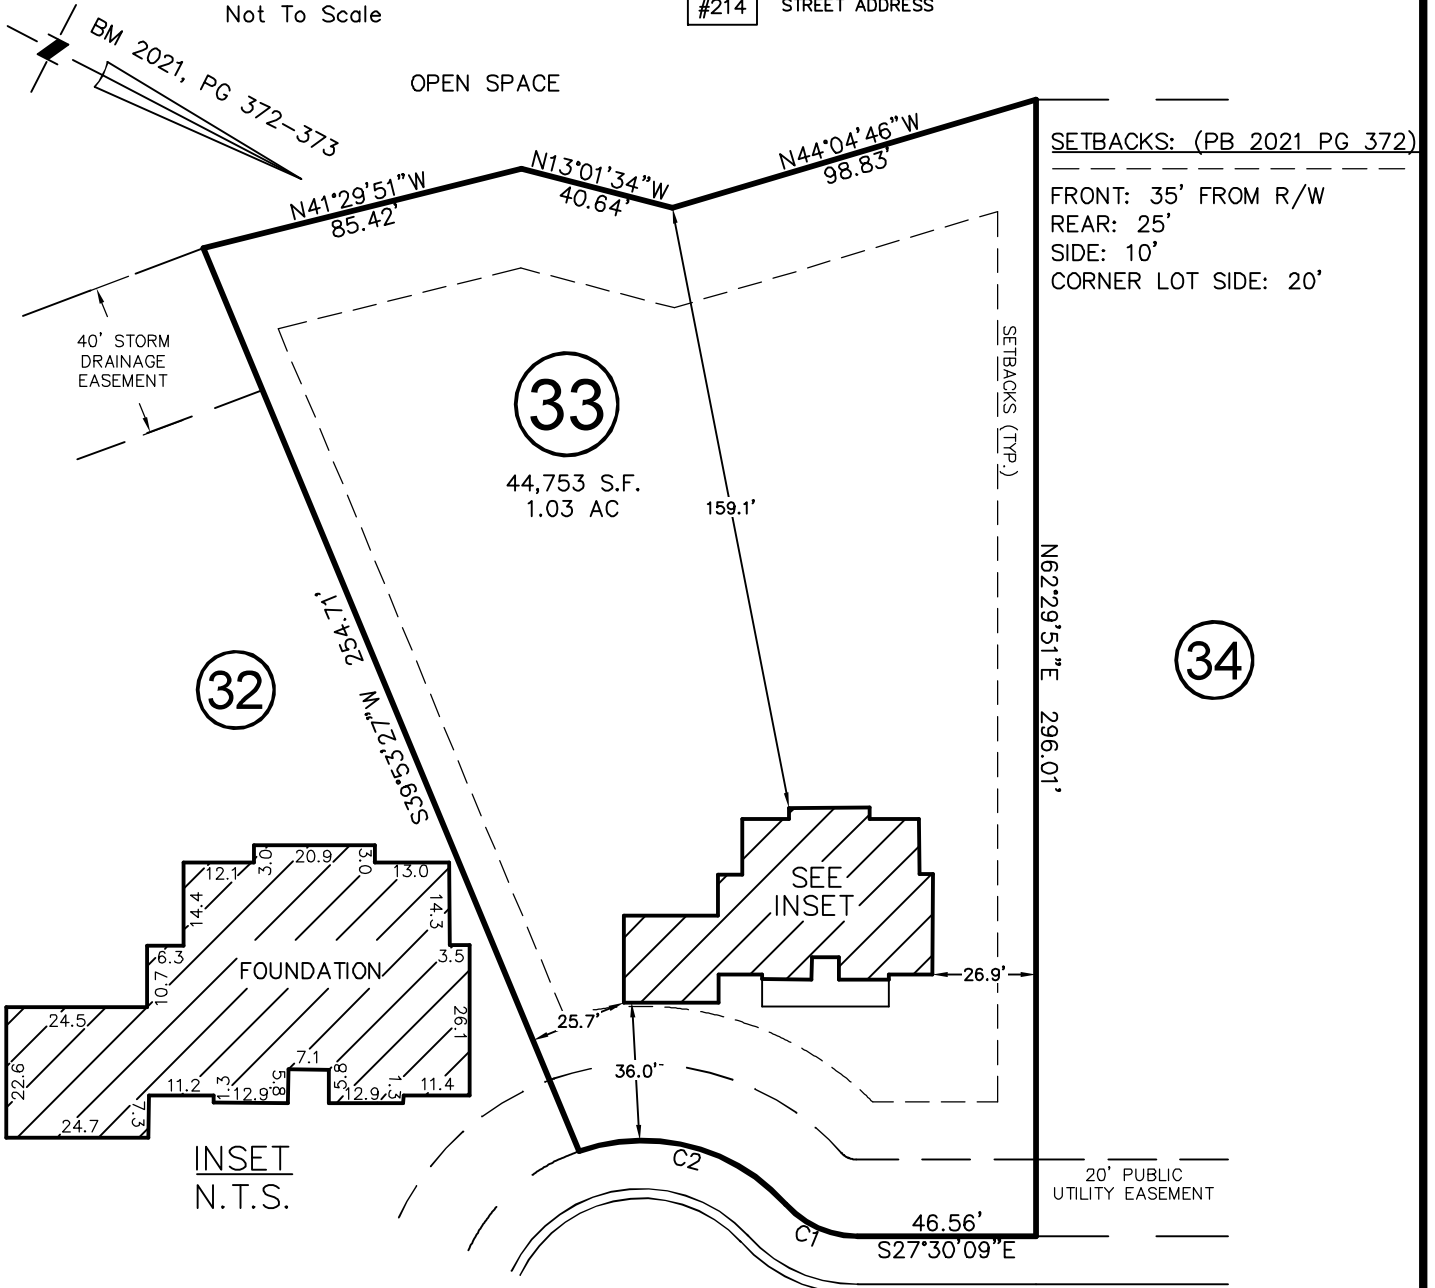 Not To Scale
#214
STREET ADDRESS
BM 2021, PG 372-373
OPEN SPACE
N41°29'51"W
85.42'
N13°01'34"W
40.64'
N44°04'46"W
98.83'
SETBACKS: (PB 2021 PG 372)
FRONT: 35' FROM R/W
REAR: 25'
SIDE: 10'
CORNER LOT SIDE: 20'
40' STORM
DRAINAGE
EASEMENT
SETBACKS (TYP.)
33
44,753 S.F.
1.03 AC
159.1'
N62°29'51"E 296.01'
S39°53'27"W 254.71'
32
34
SEE
INSET
26.9'
25.7'
36.0'
12.1
3.0
20.9
3.0
13.0
14.4
14.3
6.3
3.5
FOUNDATION
10.7
24.5
26.1
22.6
7.1
11.2
1.3
12.9
5.8
5.8
12.9
1.3
11.4
24.7
7.3
INSET
N.T.S.
C2
C1
20' PUBLIC
UTILITY EASEMENT
46.56'
S27°30'09"E